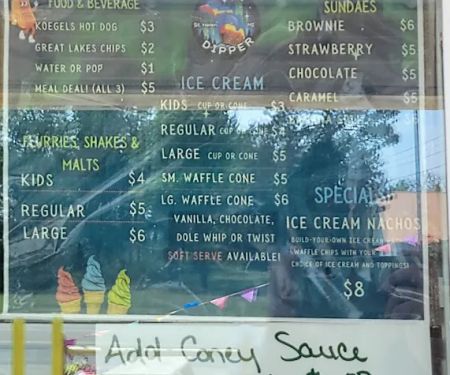 FOOD & BEVERAGE
KOEGELS HOT DOG $3
GREAT LAKES CHIPS $2
WATER OR POP $1
MEAL DEAL! (ALL 3) $5
FLURRIES, SHAKES &
MALTS
KIDS $4
REGULAR $5
LARGE $6
DIPPER
ICE CREAM
KIDS CUP OR CONE $3
REGULAR CUP OR CONE $4
LARGE CUP OR CONE $5
SM. WAFFLE CONE $5
LG. WAFFLE CONE $6
VANILLA, CHOCOLATE,
DOLE WHIP OR TWIST
SOFT SERVE AVAILABLE!
SUNDAES
BROWNIE $6
STRAWBERRY $5
CHOCOLATE $5
CARAMEL $5
SPECIAL
ICE CREAM NACHOS
BUILD-YOUR-OWN ICE CREAM
WAFFLE CHIPS WITH YOUR
CHOICE OF ICE CREAM AND TOPPINGS!
$8
Add Coney Sauce